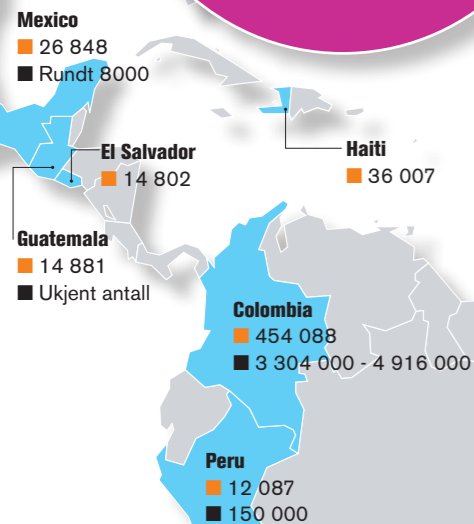 Mexico
■ 26 848
■ Rundt 8000
El Salvador
■ 14 802
Haiti
■ 36 007
Guatemala
■ 14 881
■ Ukjent antall
Colombia
■ 454 088
■ 3 304 000 - 4 916 000
Peru
■ 12 087
■ 150 000